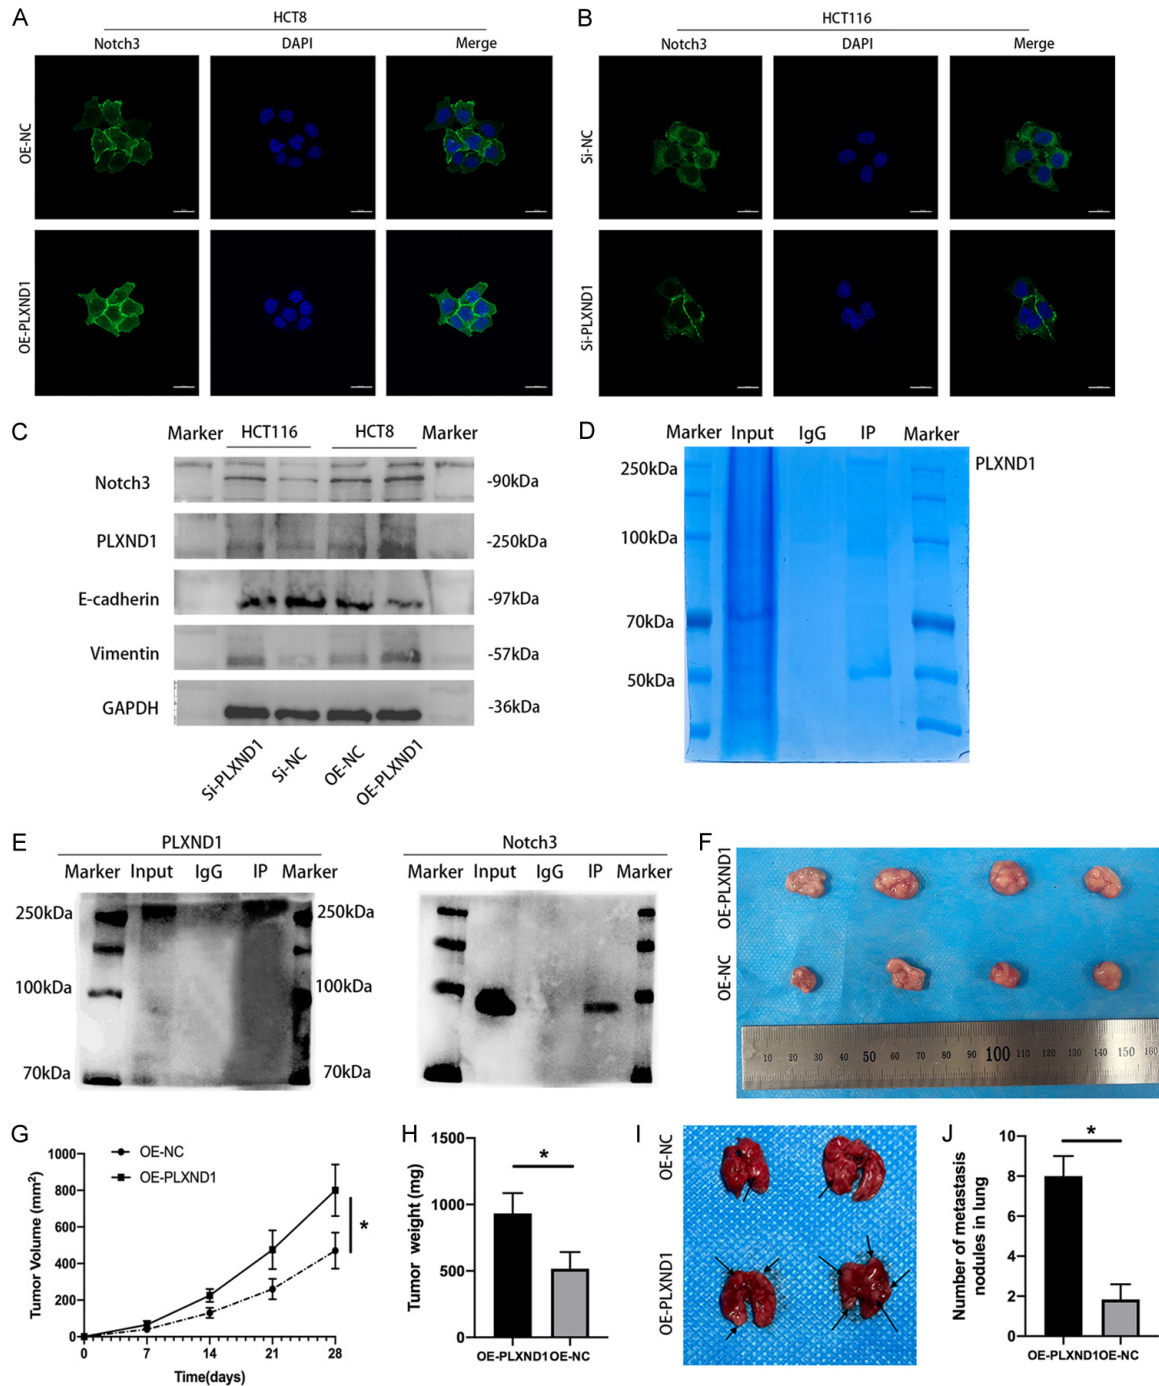 A
HCT8
Notch3 DAPI Merge
OE-NC
OE-PLXND1
B
HCT116
Notch3 DAPI Merge
Si-NC
Si-PLXND1
C
Marker HCT116 HCT8 Marker
Notch3 -90kDa
PLXND1 -250kDa
E-cadherin -97kDa
Vimentin -57kDa
GAPDH -36kDa
Si-PLXND1 Si-NC OE-NC OE-PLXND1
D
Marker Input IgG IP Marker
250kDa PLXND1
100kDa
70kDa
50kDa
E
PLXND1
Marker Input IgG IP Marker
250kDa 250kDa
100kDa 100kDa
70kDa 70kDa
Notch3
Marker Input IgG IP Marker
F
OE-PLXND1
OE-NC
10 20 30 40 50 60 70 80 90 100 110 120 130 140 150 160
G
OE-NC
OE-PLXND1
Tumor Volume (mm²)
1000
800
600
400
200
0
0 7 14 21 28
*
Time(days)
H
Tumor weight (mg)
1500
1000
500
0
*
OE-PLXND1 OE-NC
I
OE-NC
OE-PLXND1
J
Number of metastasis
nodules in lung
10
8
6
4
2
0
*
OE-PLXND1 OE-NC